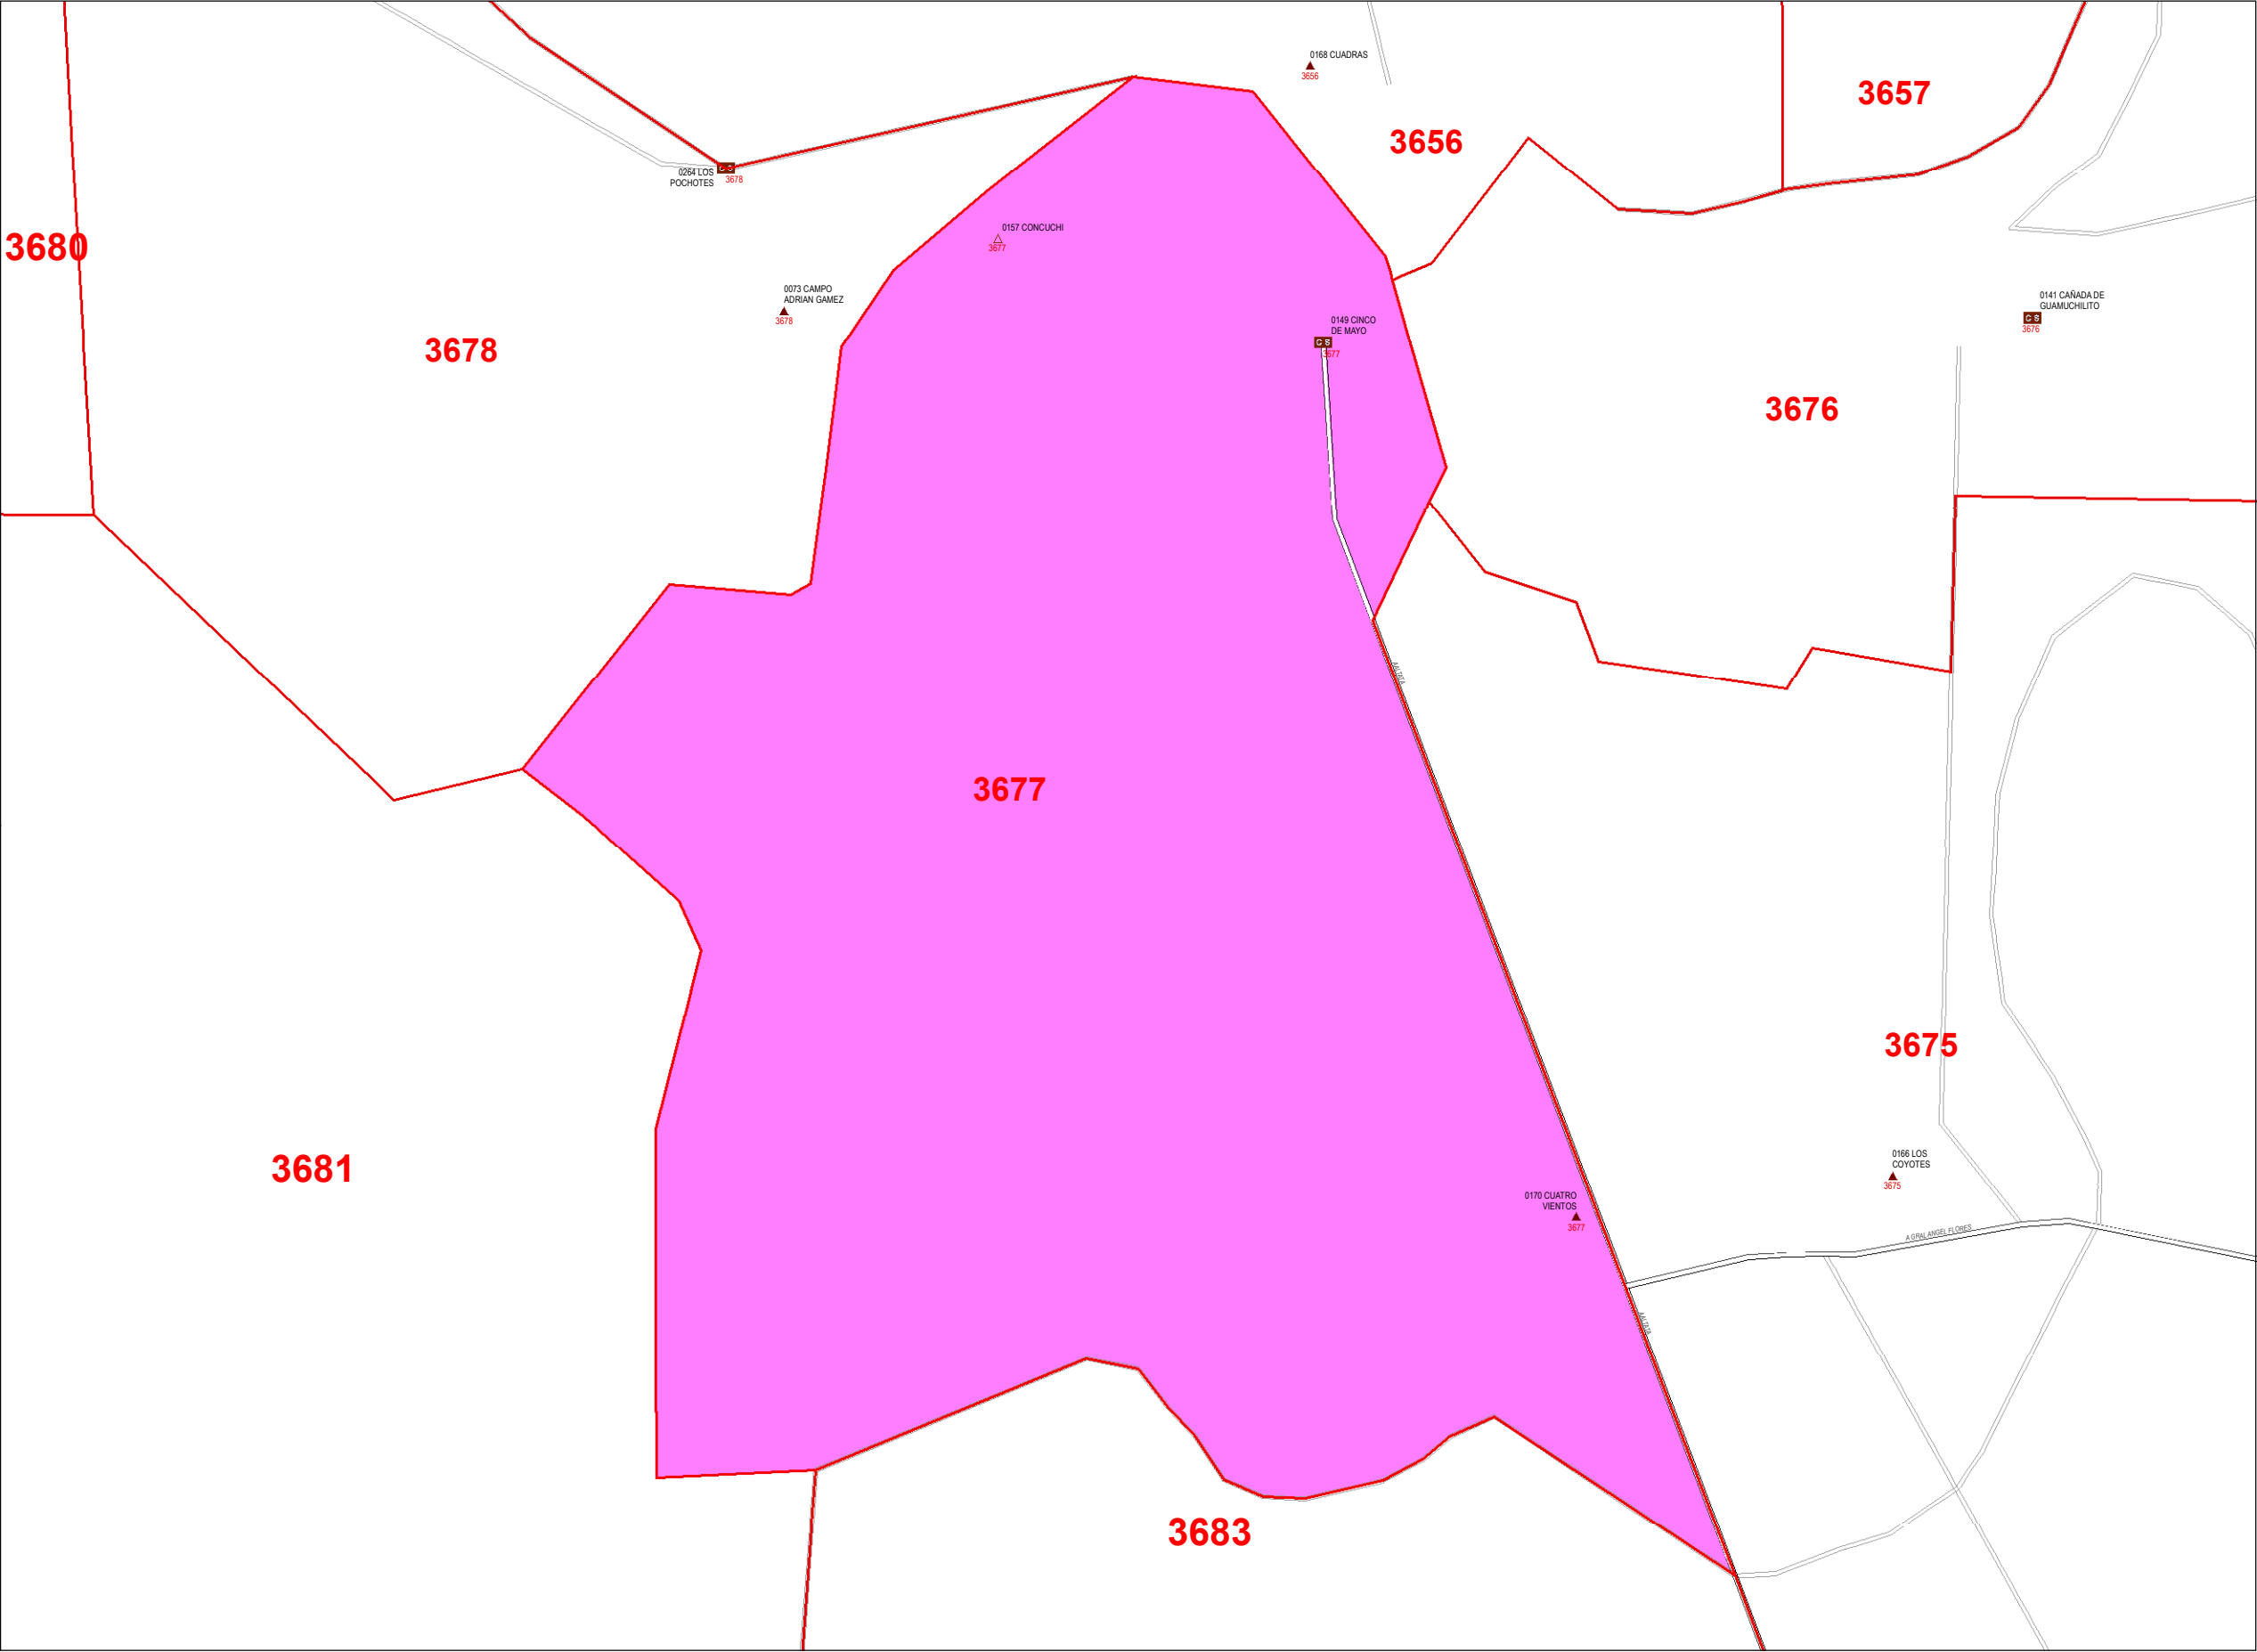 0168 CUADRAS
3656
3657
3656
0264 LOS
POCHOTES
C S
3678
0157 CONCUCHI
3677
3680
0073 CAMPO
ADRIAN GAMEZ
3678
3678
0149 CINCO
DE MAYO
C S
3677
0141 CAÑADA DE
GUAMUCHILITO
C S
3676
3676
A ALTATA
3677
3675
3681
0166 LOS
COYOTES
3675
0170 CUATRO
VIENTOS
3677
A GRAL ANGEL FLORES
A ALTATA
3683